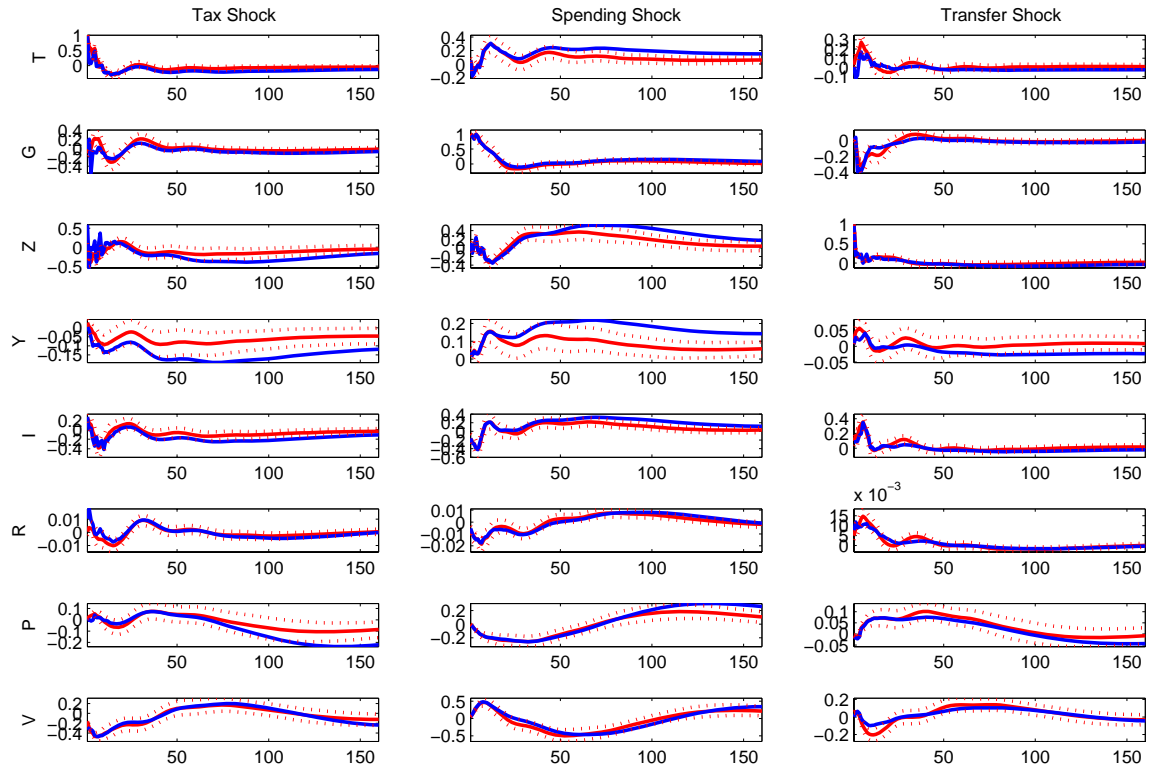 Tax Shock Spending Shock Transfer Shock
T 1 0.5 0 50 100 150
0.4 0.2 0 −0.2 50 100 150
0.3 0.2 0.1 0 −0.1 50 100 150
G 0.4 0.2 0 −0.2 −0.4 50 100 150
1 0.5 0 50 100 150
0 −0.2 −0.4 50 100 150
Z 0.5 0 −0.5 50 100 150
0.4 0.2 0 −0.2 −0.4 50 100 150
1 0.5 0 50 100 150
Y 0 −0.05 −0.1 −0.15 50 100 150
0.2 0.1 0 50 100 150
0.05 0 −0.05 50 100 150
I 0.2 0 −0.2 −0.4 50 100 150
0.4 0.2 0 −0.2 −0.4 −0.6 50 100 150
0.4 0.2 0 50 100 150
R 0.01 0 −0.01 50 100 150
0.01 0 −0.01 −0.02 50 100 150
x 10−3 15 10 5 0 50 100 150
P 0.1 0 −0.1 −0.2 50 100 150
0.2 0 −0.2 50 100 150
0.1 0.05 0 −0.05 50 100 150
V 0.2 0 −0.2 −0.4 50 100 150
0.5 0 −0.5 50 100 150
0.2 0 −0.2 50 100 150